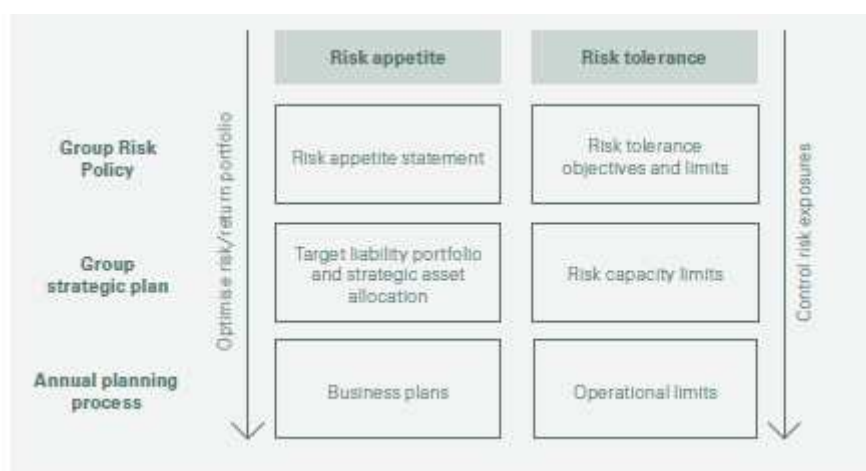 Risk appetite
Risk tolerance
Optimise risk/return portfolio
Control risk exposures
Group Risk
Policy
Risk appetite statement
Risk tolerance
objectives and limits
Group
strategic plan
Target liability portfolio
and strategic asset
allocation
Risk capacity limits
Annual planning
process
Business plans
Operational limits